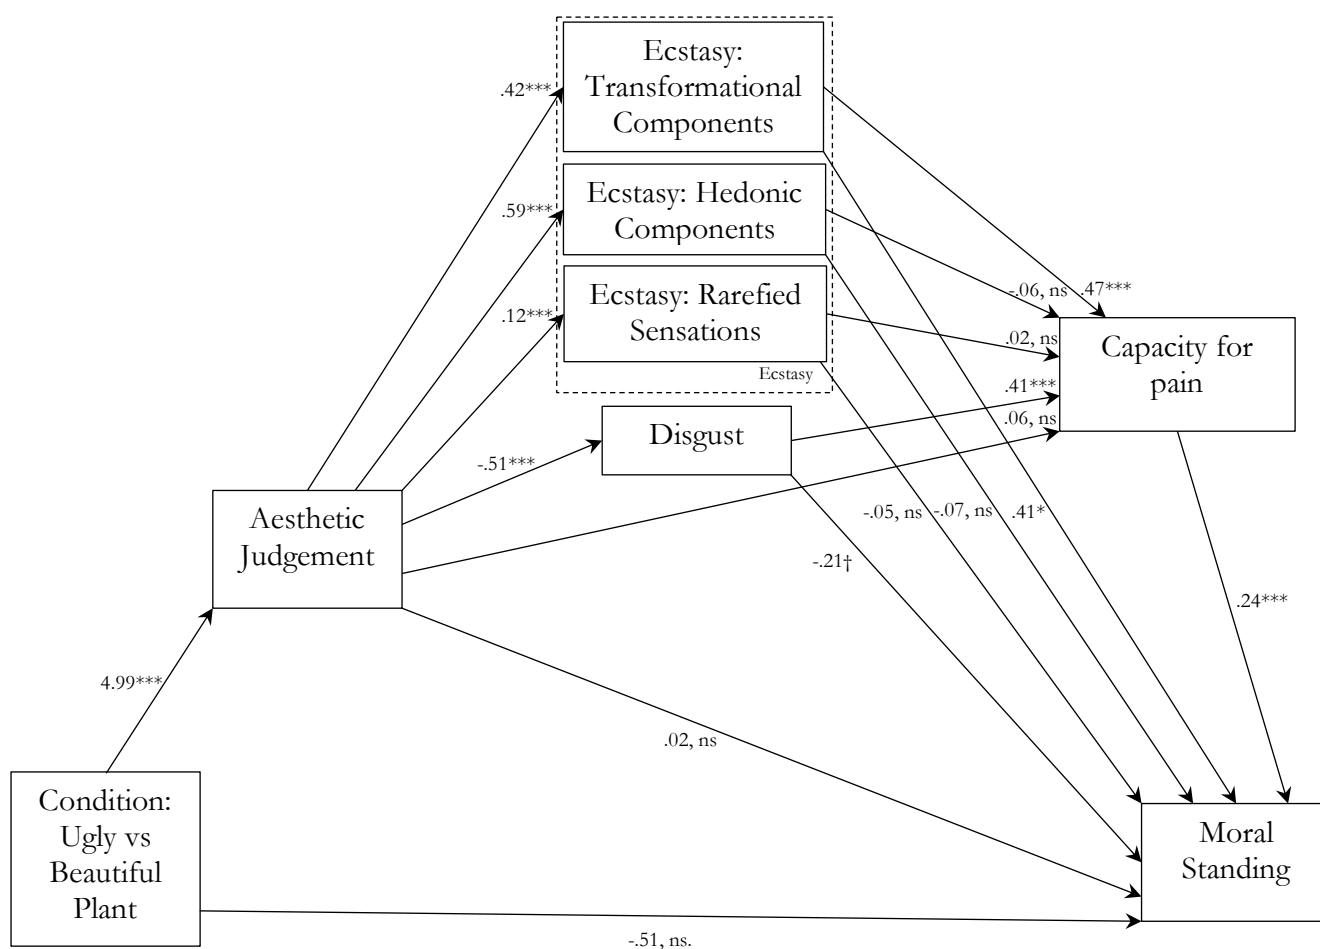 Ecstasy:
Transformational
Components
.42***
Ecstasy: Hedonic
Components
.59***
Ecstasy: Rarefied
Sensations
.12***
Ecstasy
-.06, ns
.47***
.02, ns
Capacity for
pain
.41***
.06, ns
Disgust
-.51***
Aesthetic
Judgement
-.05, ns
-.07, ns
.41*
-.21†
.24***
4.99***
.02, ns
Condition:
Ugly vs
Beautiful
Plant
Moral
Standing
-.51, ns.